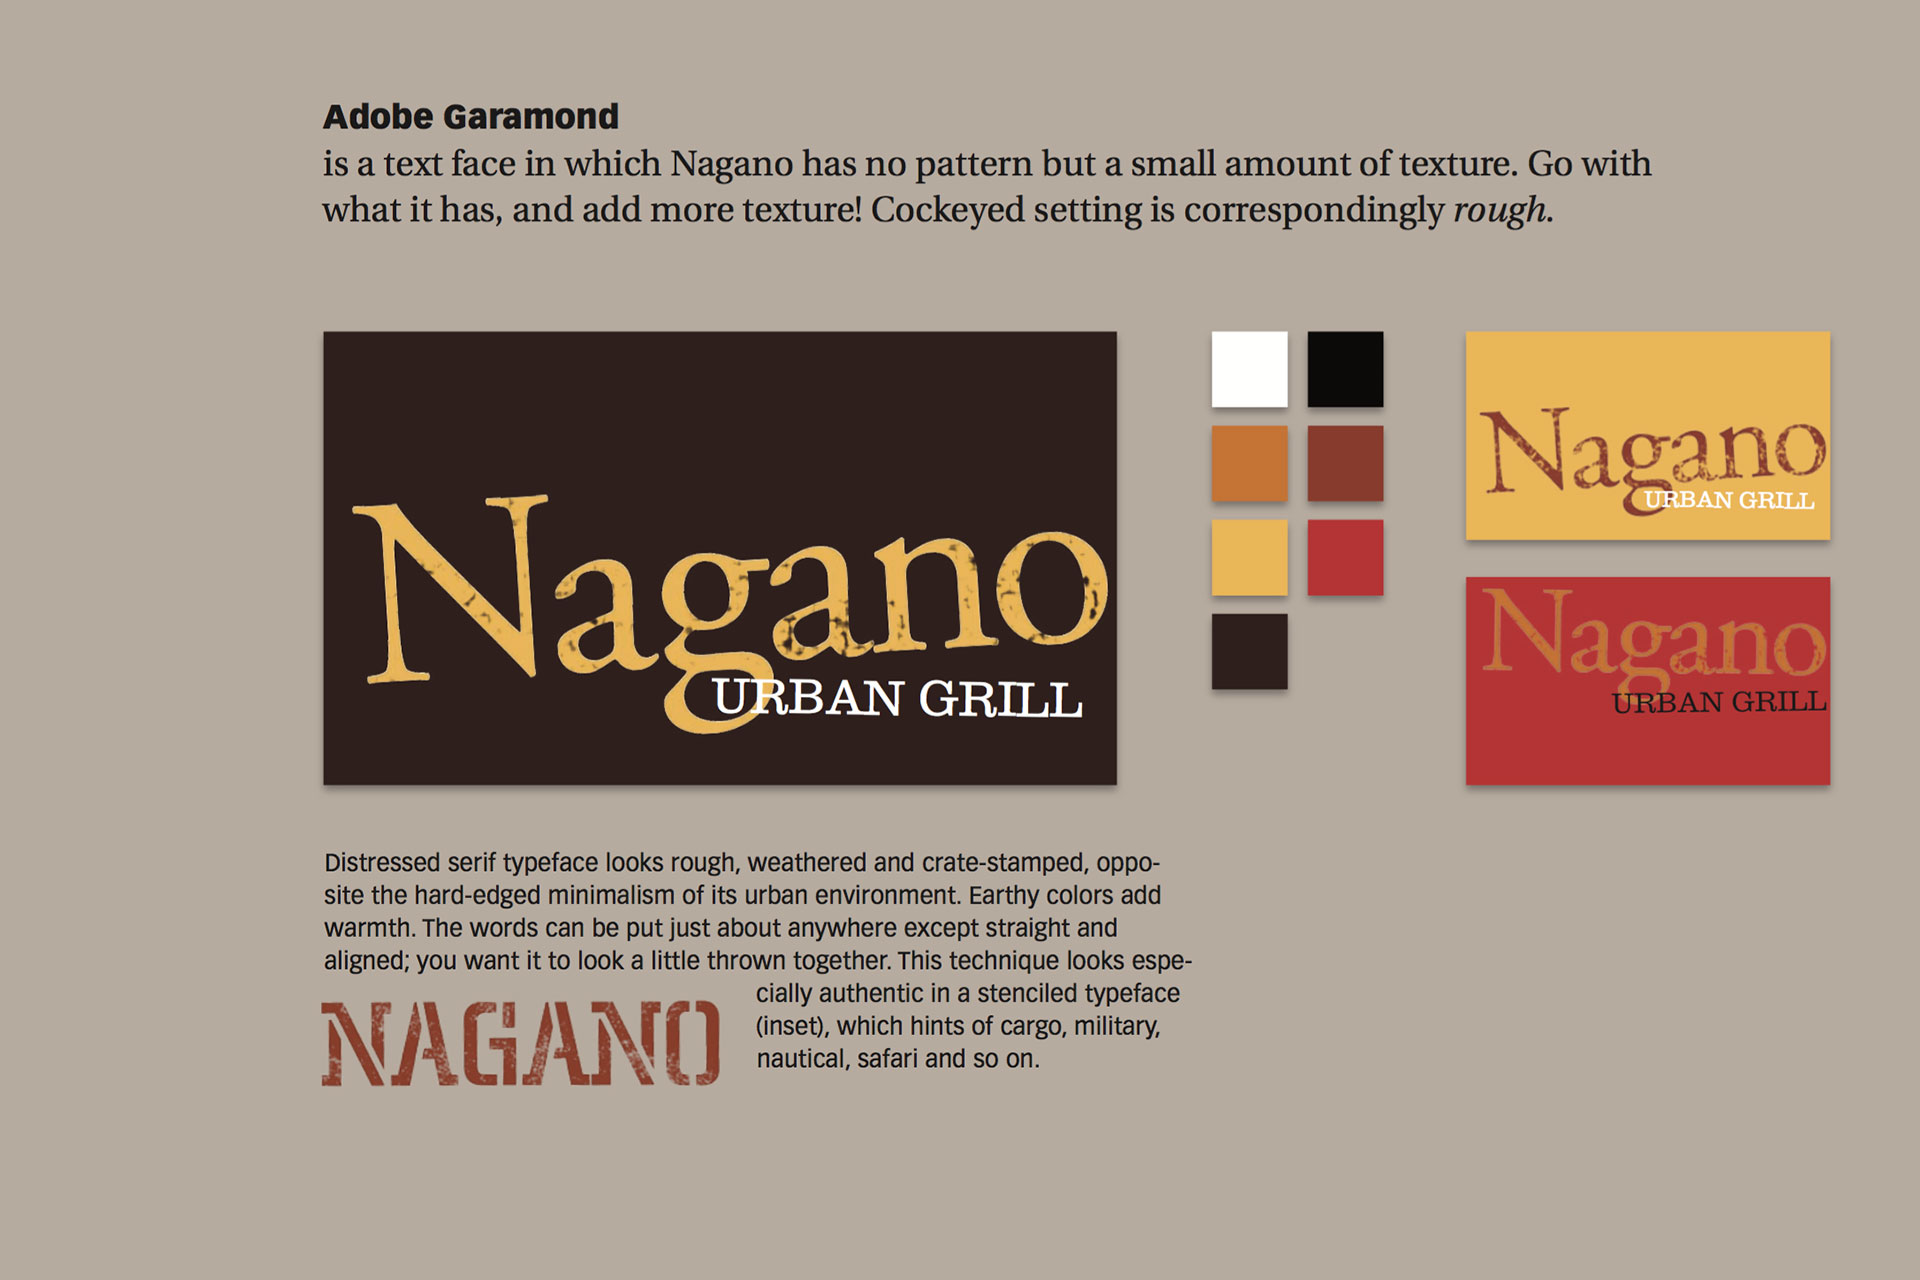 Adobe Garamond
is a text face in which Nagano has no pattern but a small amount of texture. Go with
what it has, and add more texture! Cockeyed setting is correspondingly rough.
Nagano
URBAN GRILL
Nagano
URBAN GRILL
Nagano
URBAN GRILL
Distressed serif typeface looks rough, weathered and crate-stamped, oppo-
site the hard-edged minimalism of its urban environment. Earthy colors add
warmth. The words can be put just about anywhere except straight and
aligned; you want it to look a little thrown together. This technique looks espe-
cially authentic in a stenciled typeface
(inset), which hints of cargo, military,
nautical, safari and so on.
NAGANO